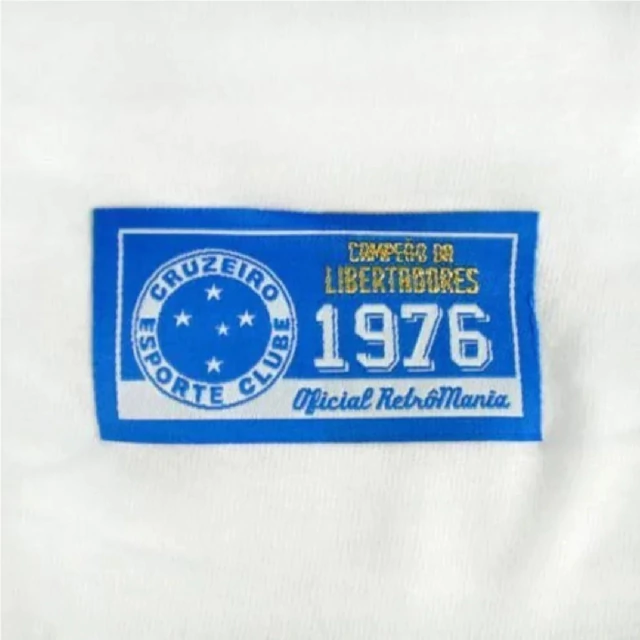 CRUZEIRO
ESPORTE CLUBE
CAMPEÃO DA
LIBERTADORES
1976
Oficial RetrôMania